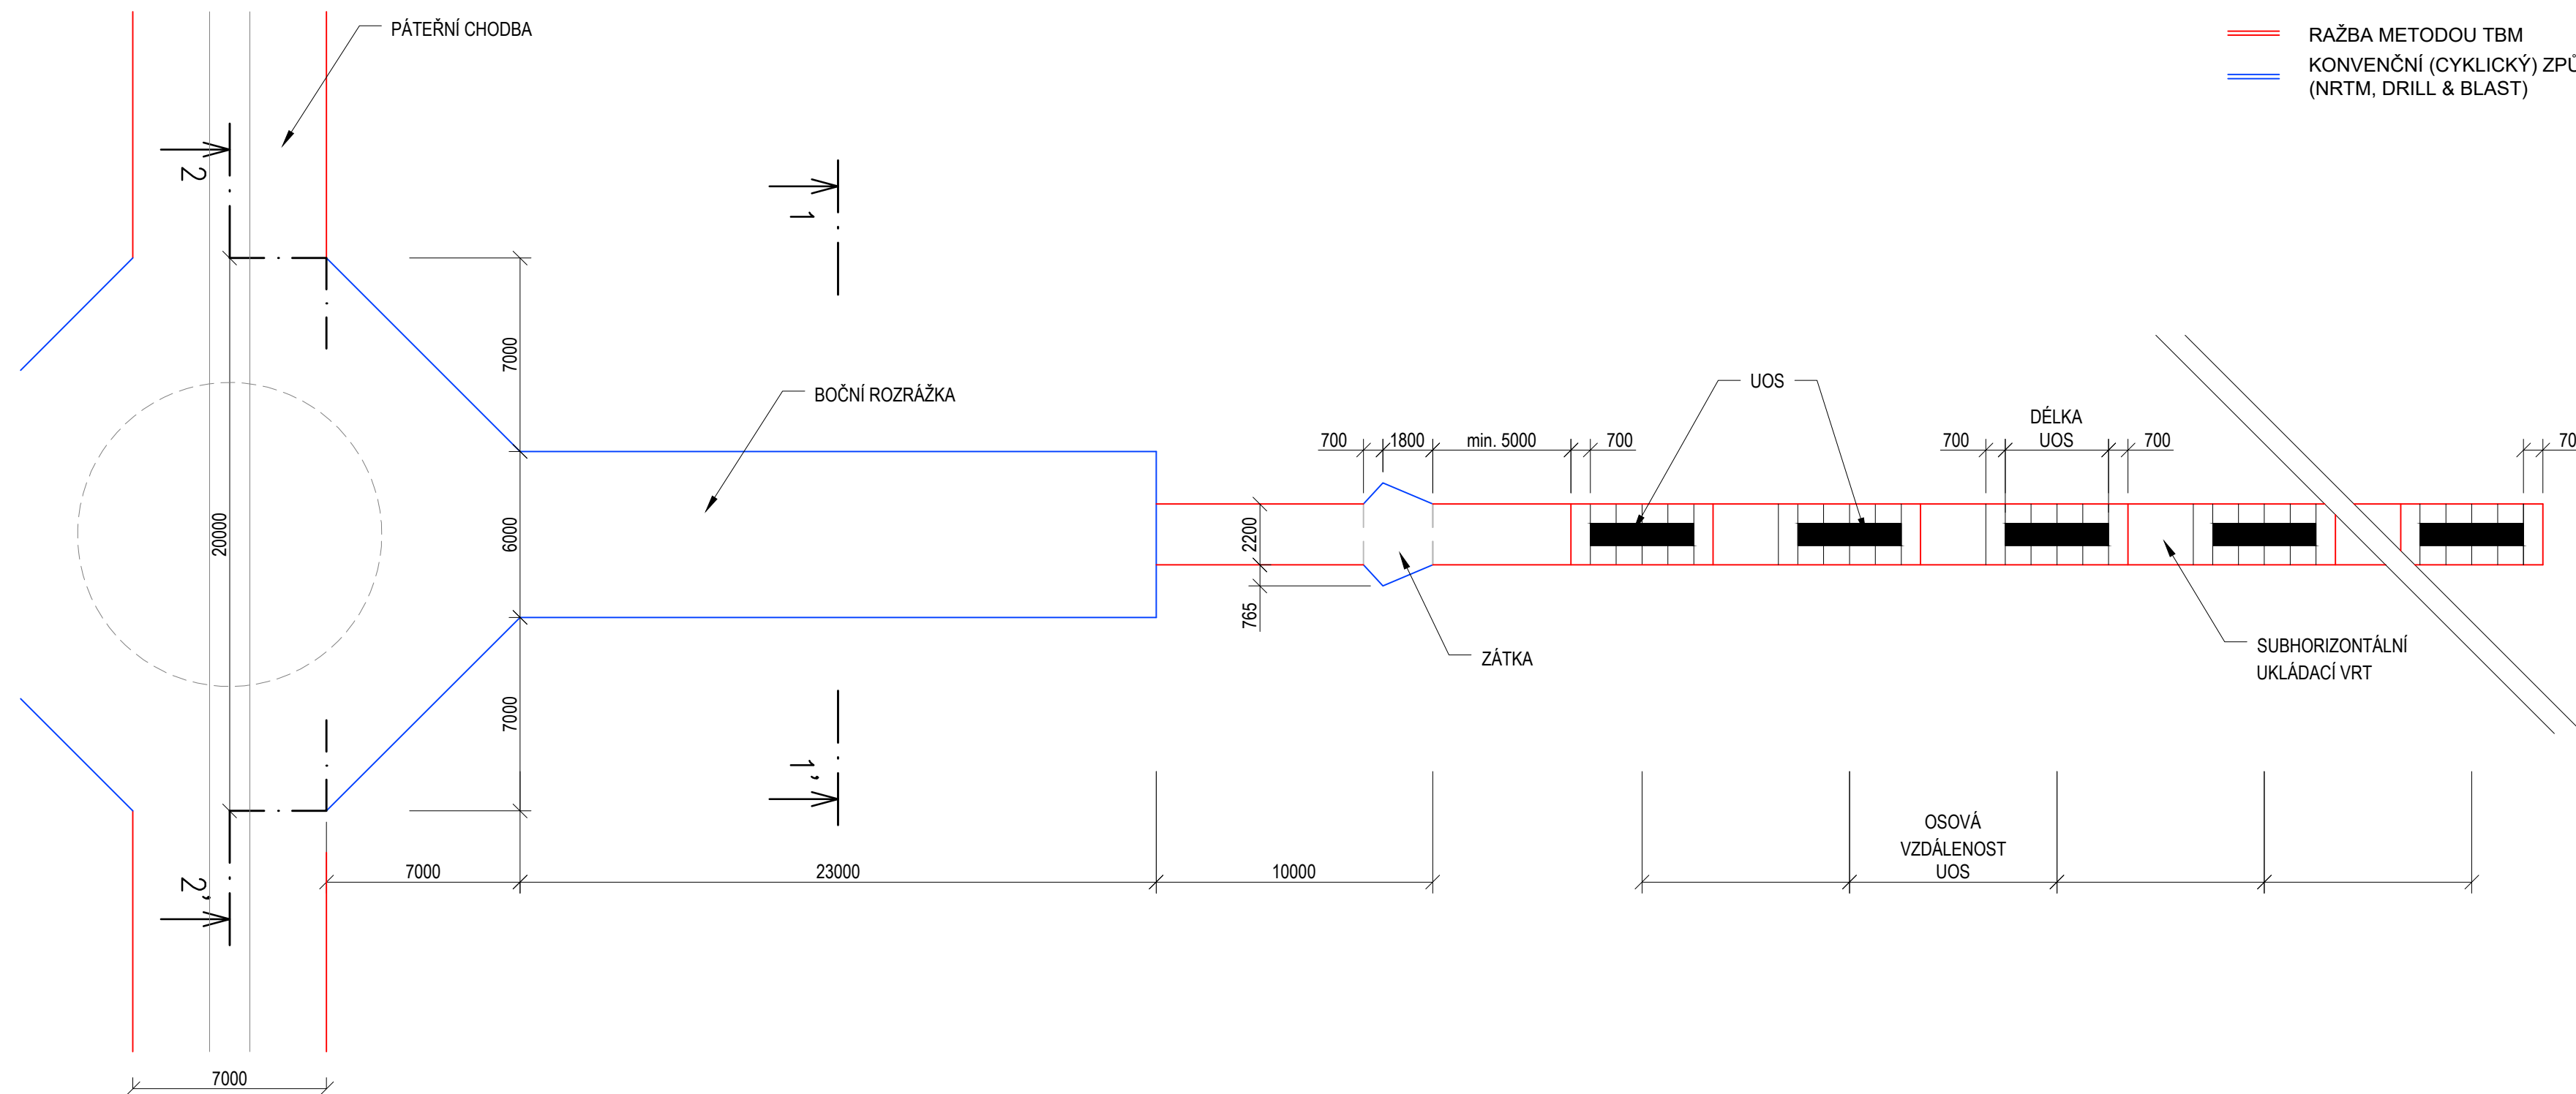 PÁTEŘNÍ CHODBA
RAŽBA METODOU TBM
KONVENČNÍ (CYKLICKÝ)
(NRTM, DRILL & BLAST)
2
1
7000
BOČNÍ ROZRÁŽKA
UOS
DÉLKA
UOS
700
1800
min. 5000
700
700
700
20000
6000
2200
765
ZÁTKA
SUBHORIZONTÁLNÍ
UKLÁDACÍ VRT
7000
1'
2'
OSOVÁ
VZDÁLENOST
UOS
7000
23000
10000
7000